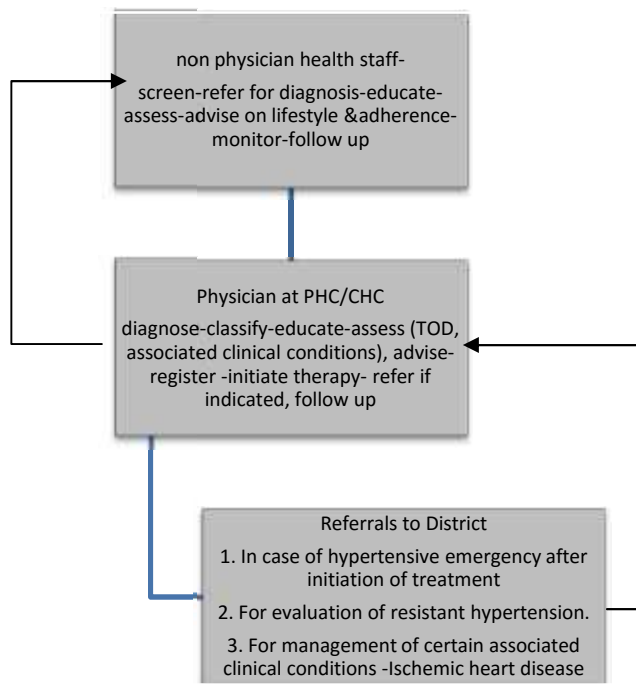 non physician health staff-
screen-refer for diagnosis-educate-
assess-advise on lifestyle &adherence-
monitor-follow up
Physician at PHC/CHC
diagnose-classify-educate-assess (TOD,
associated clinical conditions), advise-
register -initiate therapy- refer if
indicated, follow up
Referrals to District
1. In case of hypertensive emergency after
initiation of treatment
2. For evaluation of resistant hypertension.
3. For management of certain associated
clinical conditions -Ischemic heart disease